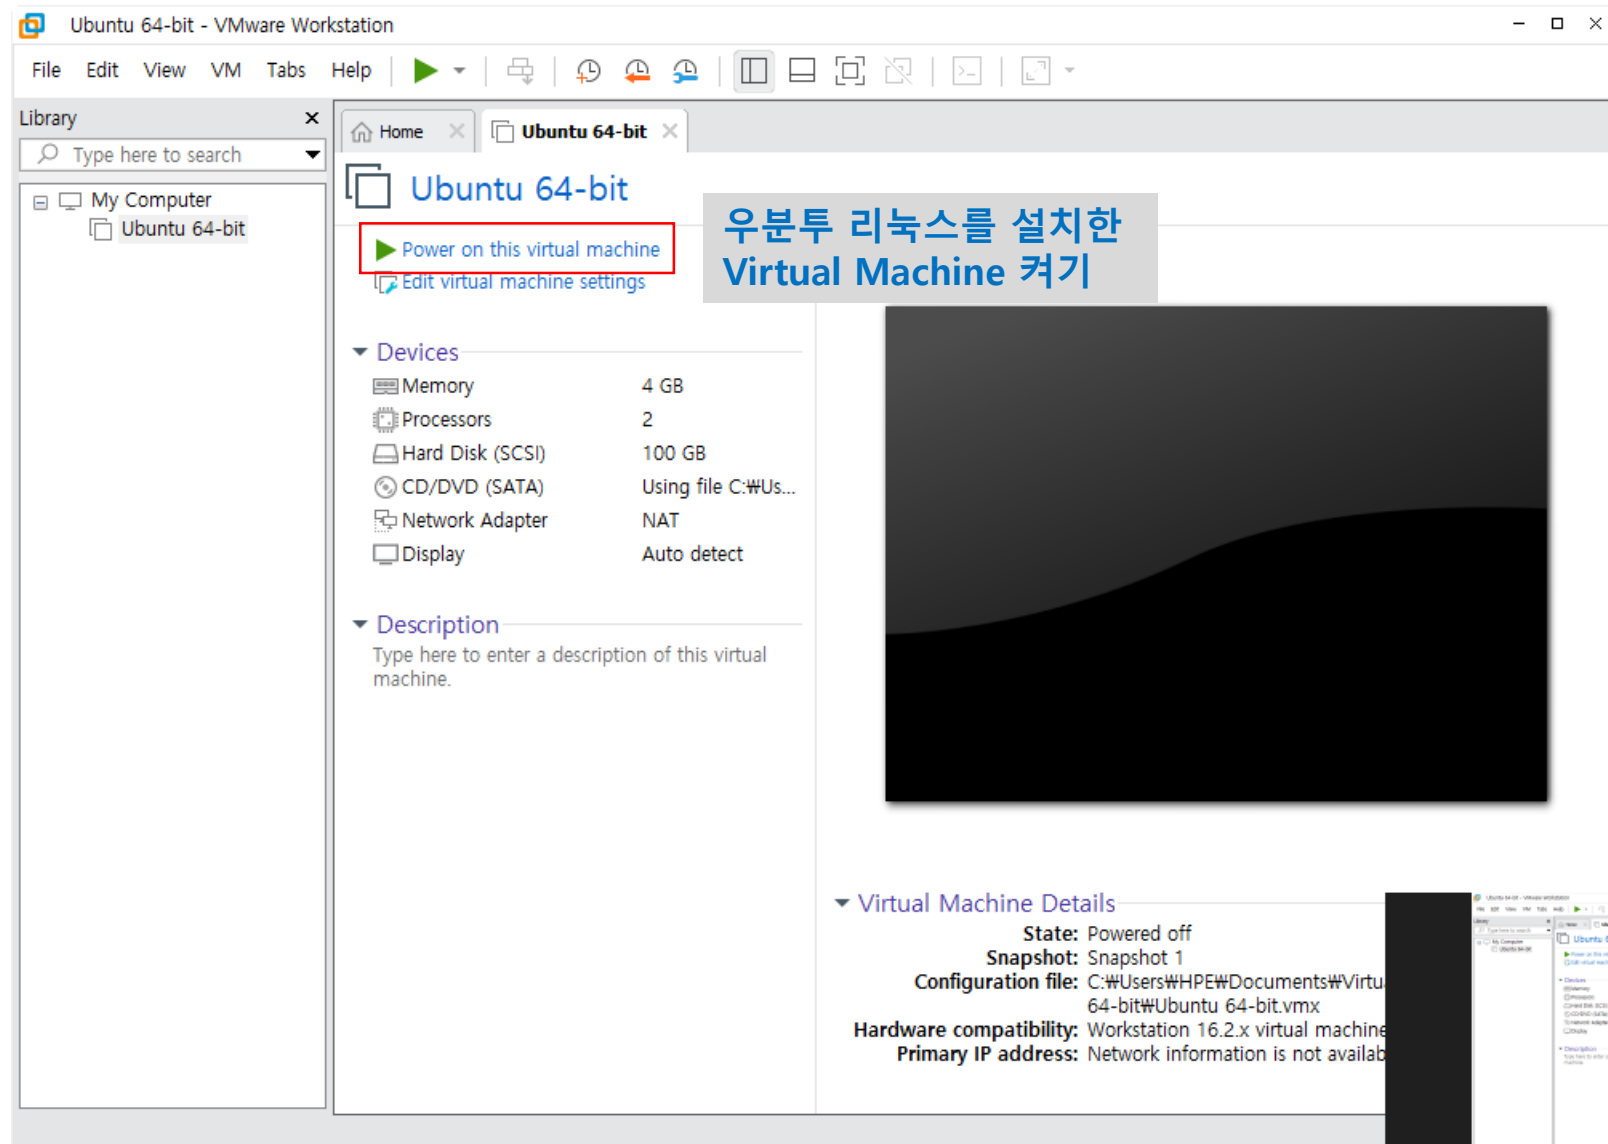 Ubuntu 64-bit - VMware Workstation
File Edit View VM Tabs Help
Library
Type here to search
My Computer
Ubuntu 64-bit
Home
Ubuntu 64-bit
Ubuntu 64-bit
Power on this virtual machine
Edit virtual machine settings
우분투 리눅스를 설치한
Virtual Machine 켜기
Devices
Memory 4 GB
Processors 2
Hard Disk (SCSI) 100 GB
CD/DVD (SATA) Using file C:₩Us...
Network Adapter NAT
Display Auto detect
Description
Type here to enter a description of this virtual
machine.
Virtual Machine Details
State: Powered off
Snapshot: Snapshot 1
Configuration file: C:₩Users₩HPE₩Documents₩Virtu
64-bit₩Ubuntu 64-bit.vmx
Hardware compatibility: Workstation 16.2.x virtual machine
Primary IP address: Network information is not availab